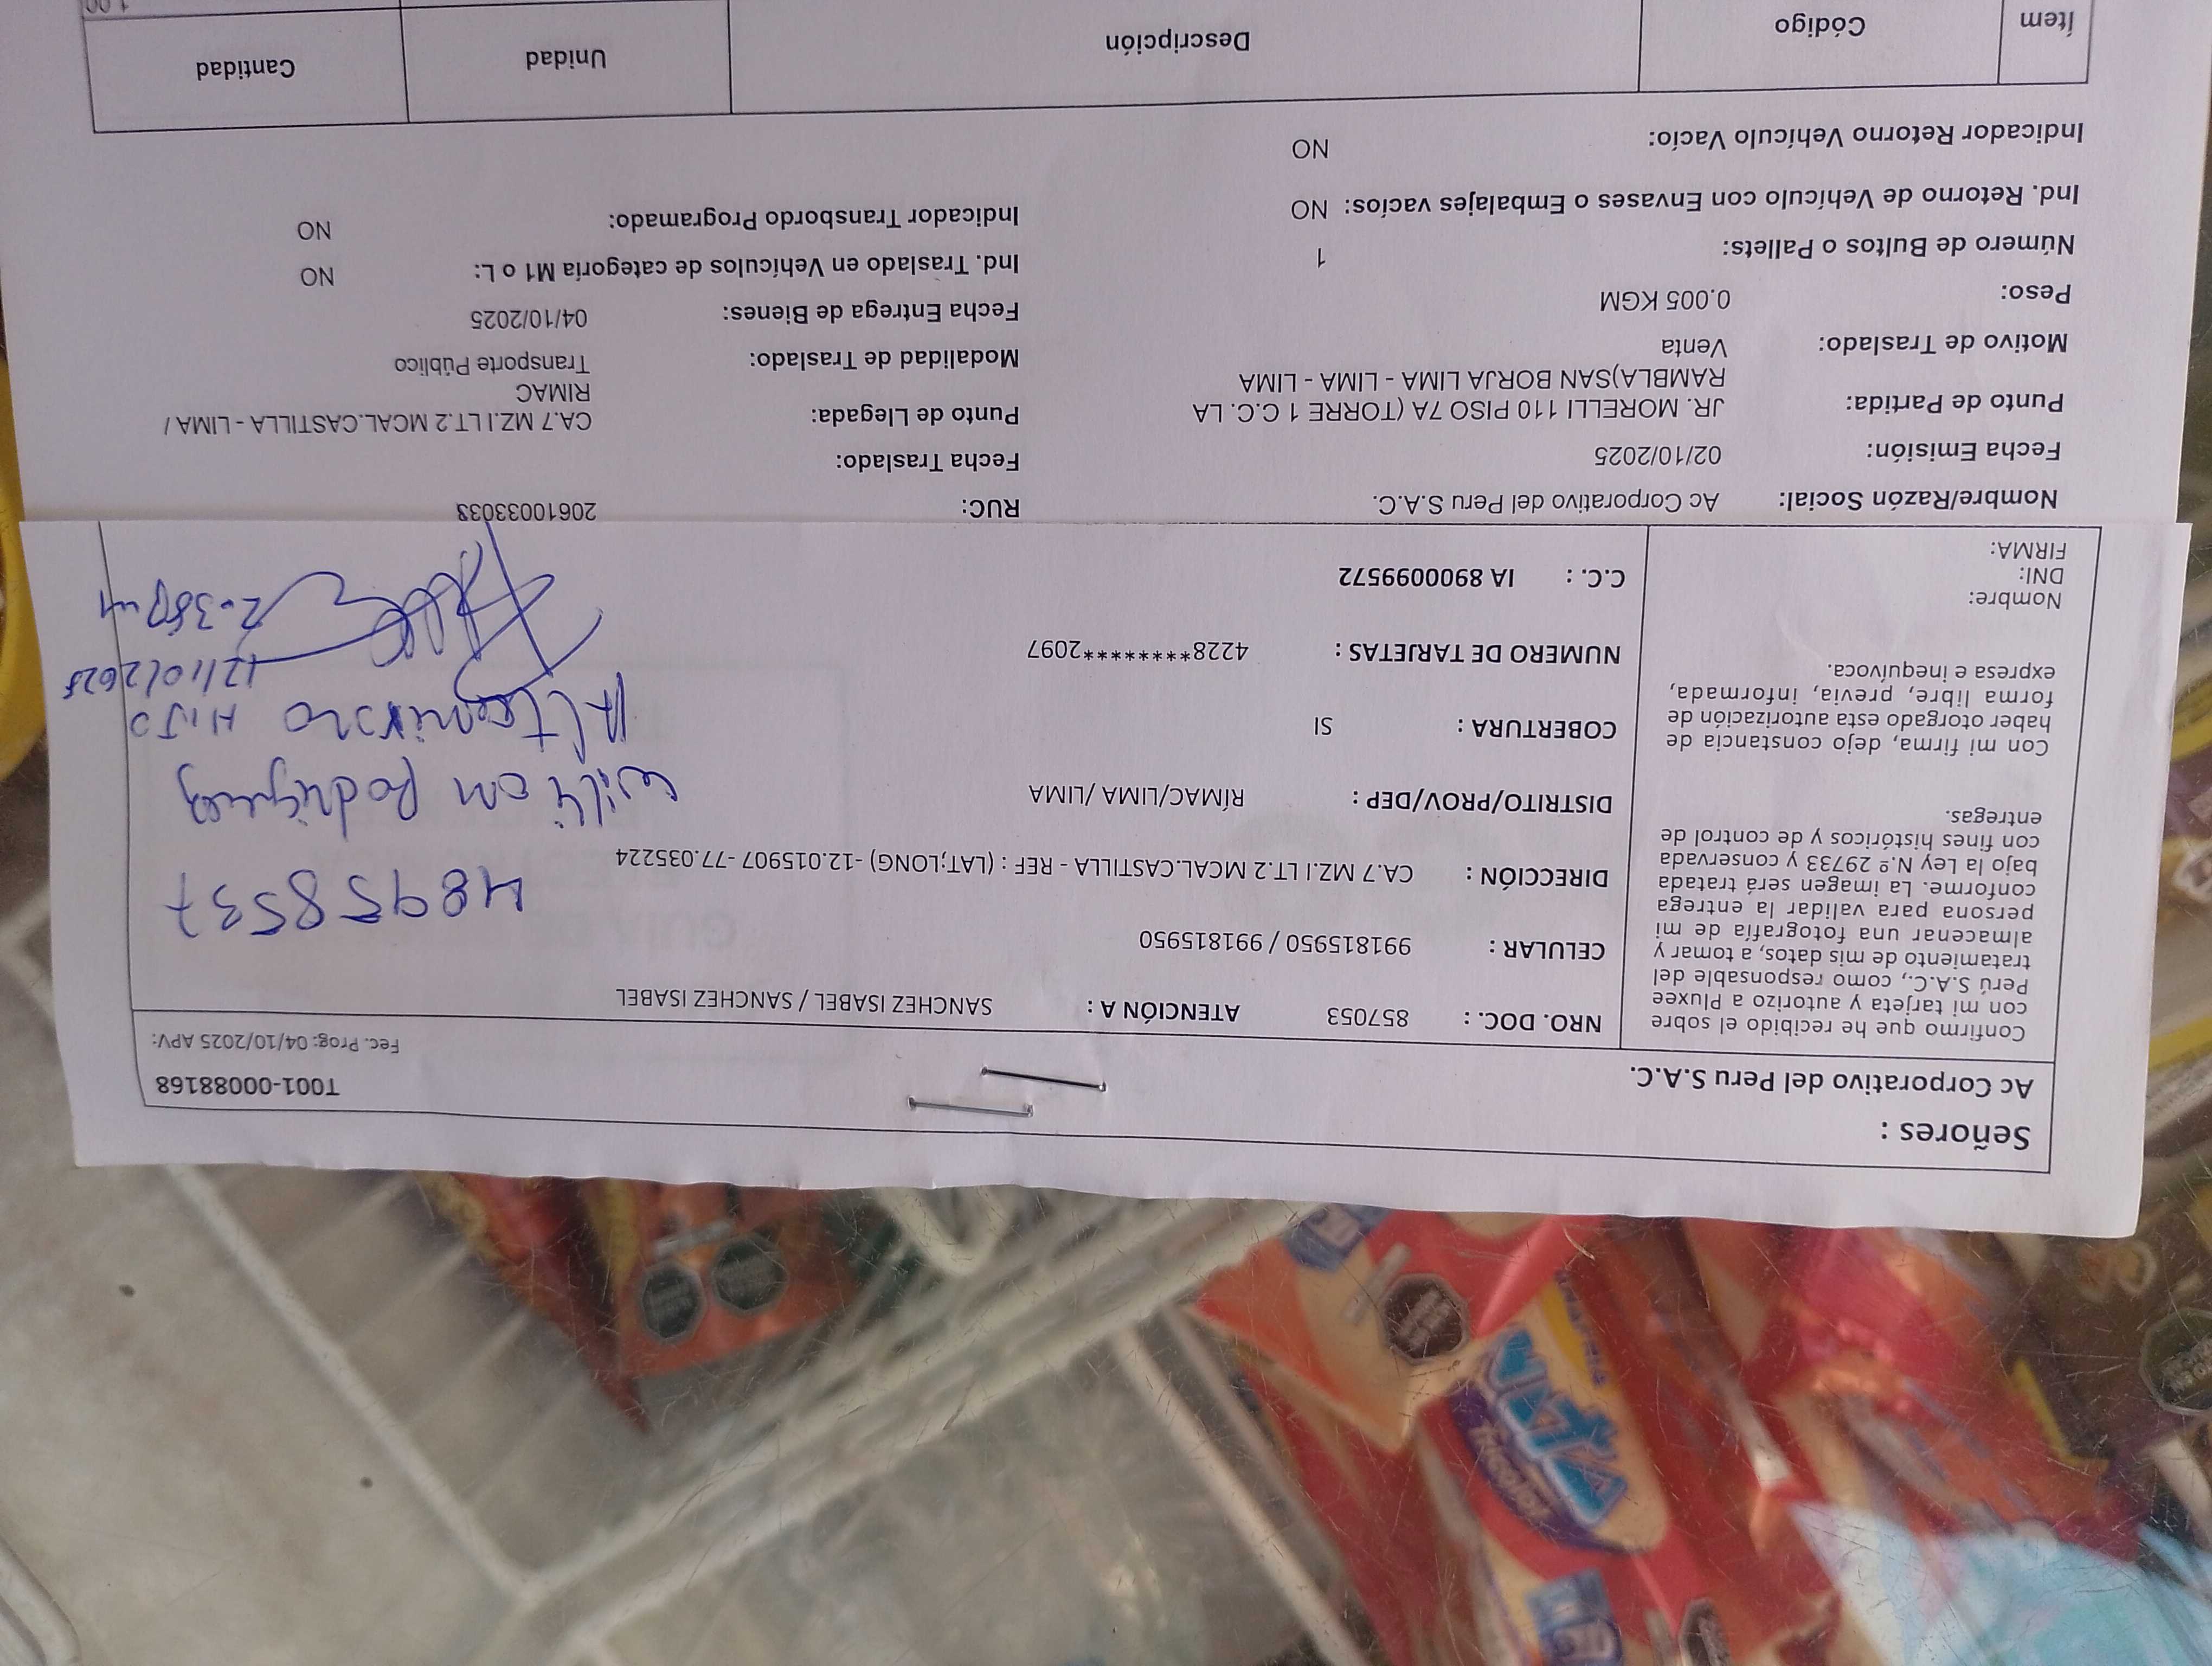 Señores :
Ac Corporativo del Peru S.A.C.
T001-00088168
Fec. Prog: 04/10/2025 APV:
Confirmo que he recibido el sobre
con mi tarjeta y autorizo a Pluxee
Perú S.A.C., como responsable del
tratamiento de mis datos, a tomar y
almacenar una fotografía de mi
persona para validar la entrega
conforme. La imagen será tratada
bajo la Ley N.º 29733 y conservada
con fines históricos y de control de
entregas.
Con mi firma, dejo constancia de
haber otorgado esta autorización de
forma libre, previa, informada,
expresa e inequívoca.
Nombre:
DNI:
FIRMA:
NRO. DOC. : 857053 ATENCIÓN A : SANCHEZ ISABEL / SANCHEZ ISABEL
CELULAR : 991815950 / 991815950
DIRECCIÓN : CA.7 MZ.I LT.2 MCAL.CASTILLA - REF : (LAT;LONG) -12.015907 -77.035224
DISTRITO/PROV/DEP : RÍMAC/LIMA /LIMA
COBERTURA : SI
NUMERO DE TARJETAS : 4228*********2097
C.C. : IA 8900099572
48958537
Rodriguez
Altamirano HIJO
12/10/2025
Nombre/Razón Social: Ac Corporativo del Peru S.A.C. RUC: 20610033033
Fecha Emisión: 02/10/2025 Fecha Traslado:
Punto de Partida: JR. MORELLI 110 PISO 7A (TORRE 1 C.C. LA
RAMBLA)SAN BORJA LIMA - LIMA - LIMA
Punto de Llegada: CA.7 MZ.I LT.2 MCAL.CASTILLA - LIMA /
RIMAC
Motivo de Traslado: Venta Modalidad de Traslado: Transporte Público
Peso: 0.005 KGM Fecha Entrega de Bienes: 04/10/2025
Número de Bultos o Pallets: 1 Ind. Traslado en Vehículos de categoría M1 o L: NO
Ind. Retorno de Vehículo con Envases o Embalajes vacíos: NO Indicador Transbordo Programado: NO
Indicador Retorno Vehículo Vacío: NO
Ítem Código Descripción Unidad Cantidad
1.00